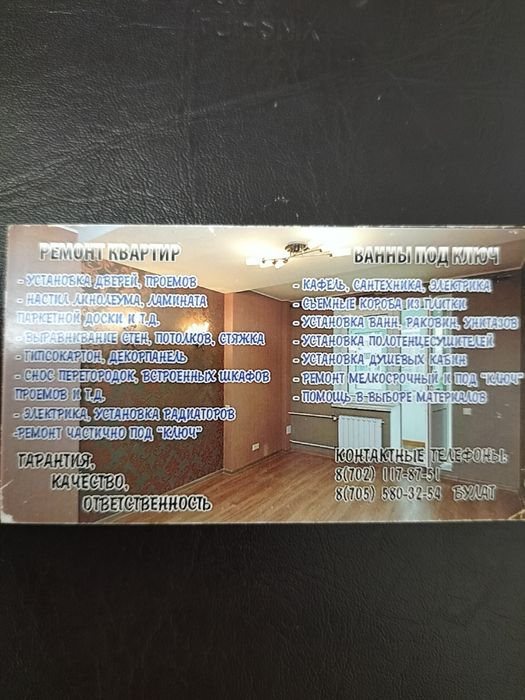 РЕМОНТ КВАРТИР
- УСТАНОВКА ДВЕРЕЙ, ПРОЕМОВ
- НАСТИЛ ЛИНОЛЕУМА, ЛАМИНАТА
ПАРКЕТНОЙ ДОСКИ И Т.Д.
- ВЫРАВНИВАНИЕ СТЕН, ПОТОЛКОВ, СТЯЖКА
- ГИПСОКАРТОН, ДЕКОРПАНЕЛЬ
- СНОС ПЕРЕГОРОДОК, ВСТРОЕННЫХ ШКАФОВ
ПРОЕМОВ И Т.Д.
- ЭЛЕКТРИКА, УСТАНОВКА РАДИАТОРОВ
-РЕМОНТ ЧАСТИЧНО ПОД "КЛЮЧ"
ГАРАНТИЯ,
КАЧЕСТВО,
ОТВЕТСТВЕННОСТЬ
ВАННЫ ПОД КЛЮЧ
- КАФЕЛЬ, САНТЕХНИКА, ЭЛЕКТРИКА
- СЪЕМНЫЕ КОРОБА ИЗ ПЛИТКИ
- УСТАНОВКА ВАНН, РАКОВИН, УНИТАЗОВ
- УСТАНОВКА ПОЛОТЕНЦЕСУШИТЕЛЕЙ
- УСТАНОВКА ДУШЕВЫХ КАБИН
- РЕМОНТ МЕЛКОСРОЧНЫЙ И ПОД "КЛЮЧ"
- ПОМОЩЬ В ВЫБОРЕ МАТЕРИАЛОВ
КОНТАКТНЫЕ ТЕЛЕФОНЫ:
8(702) 117-87-51
8(705) 580-32-54 БУЛАТ